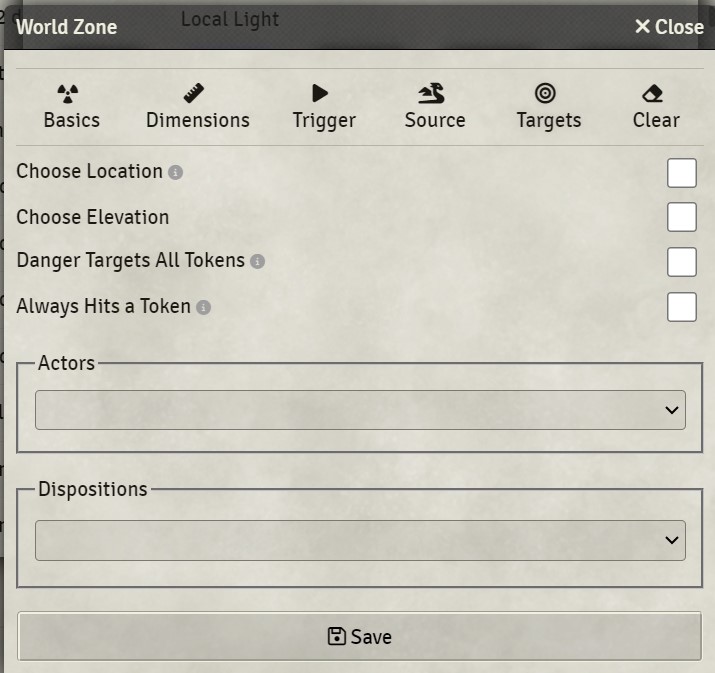 Local Light
World Zone
Close
Basics
Dimensions
Trigger
Source
Targets
Clear
Choose Location
Choose Elevation
Danger Targets All Tokens
Always Hits a Token
Actors
Dispositions
Save